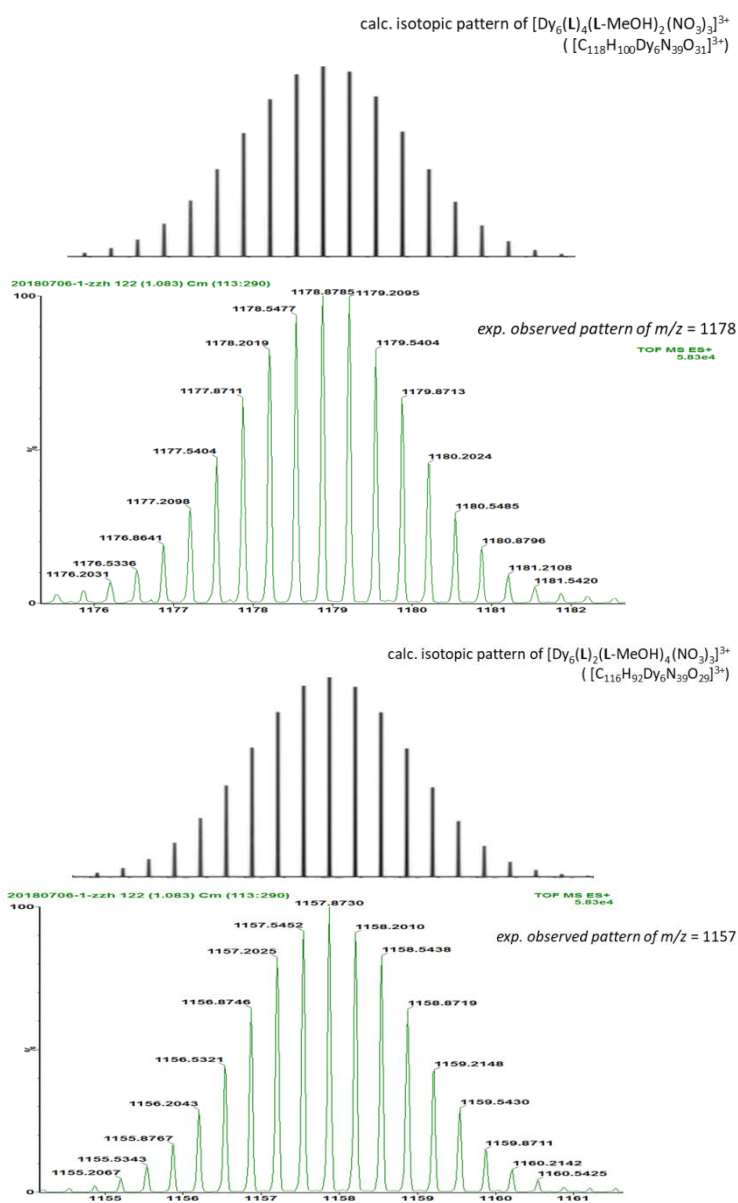 calc. isotopic pattern of [Dy₆(L)₄(L-MeOH)₂(NO₃)₃]³⁺
( [C₁₁₈H₁₀₀Dy₆N₃₉O₃₁]³⁺)
20180706-1-zzh 122 (1.083) Cm (113:290)
exp. observed pattern of m/z = 1178
TOF MS ES+
5.83e4
100
%
0
1176.2031
1176.5336
1176.8641
1177.2098
1177.5404
1177.8711
1178.2019
1178.5477
1178.8785
1179.2095
1179.5404
1179.8713
1180.2024
1180.5485
1180.8796
1181.2108
1181.5420
1176 1177 1178 1179 1180 1181 1182
calc. isotopic pattern of [Dy₆(L)₂(L-MeOH)₄(NO₃)₃]³⁺
( [C₁₁₆H₉₂Dy₆N₃₉O₂₉]³⁺)
20180706-1-zzh 122 (1.083) Cm (113:290)
TOF MS ES+
5.83e4
exp. observed pattern of m/z = 1157
100
%
0
1155.2067
1155.5343
1155.8767
1156.2043
1156.5321
1156.8746
1157.2025
1157.5452
1157.8730
1158.2010
1158.5438
1158.8719
1159.2148
1159.5430
1159.8711
1160.2142
1160.5425
1155 1156 1157 1158 1159 1160 1161